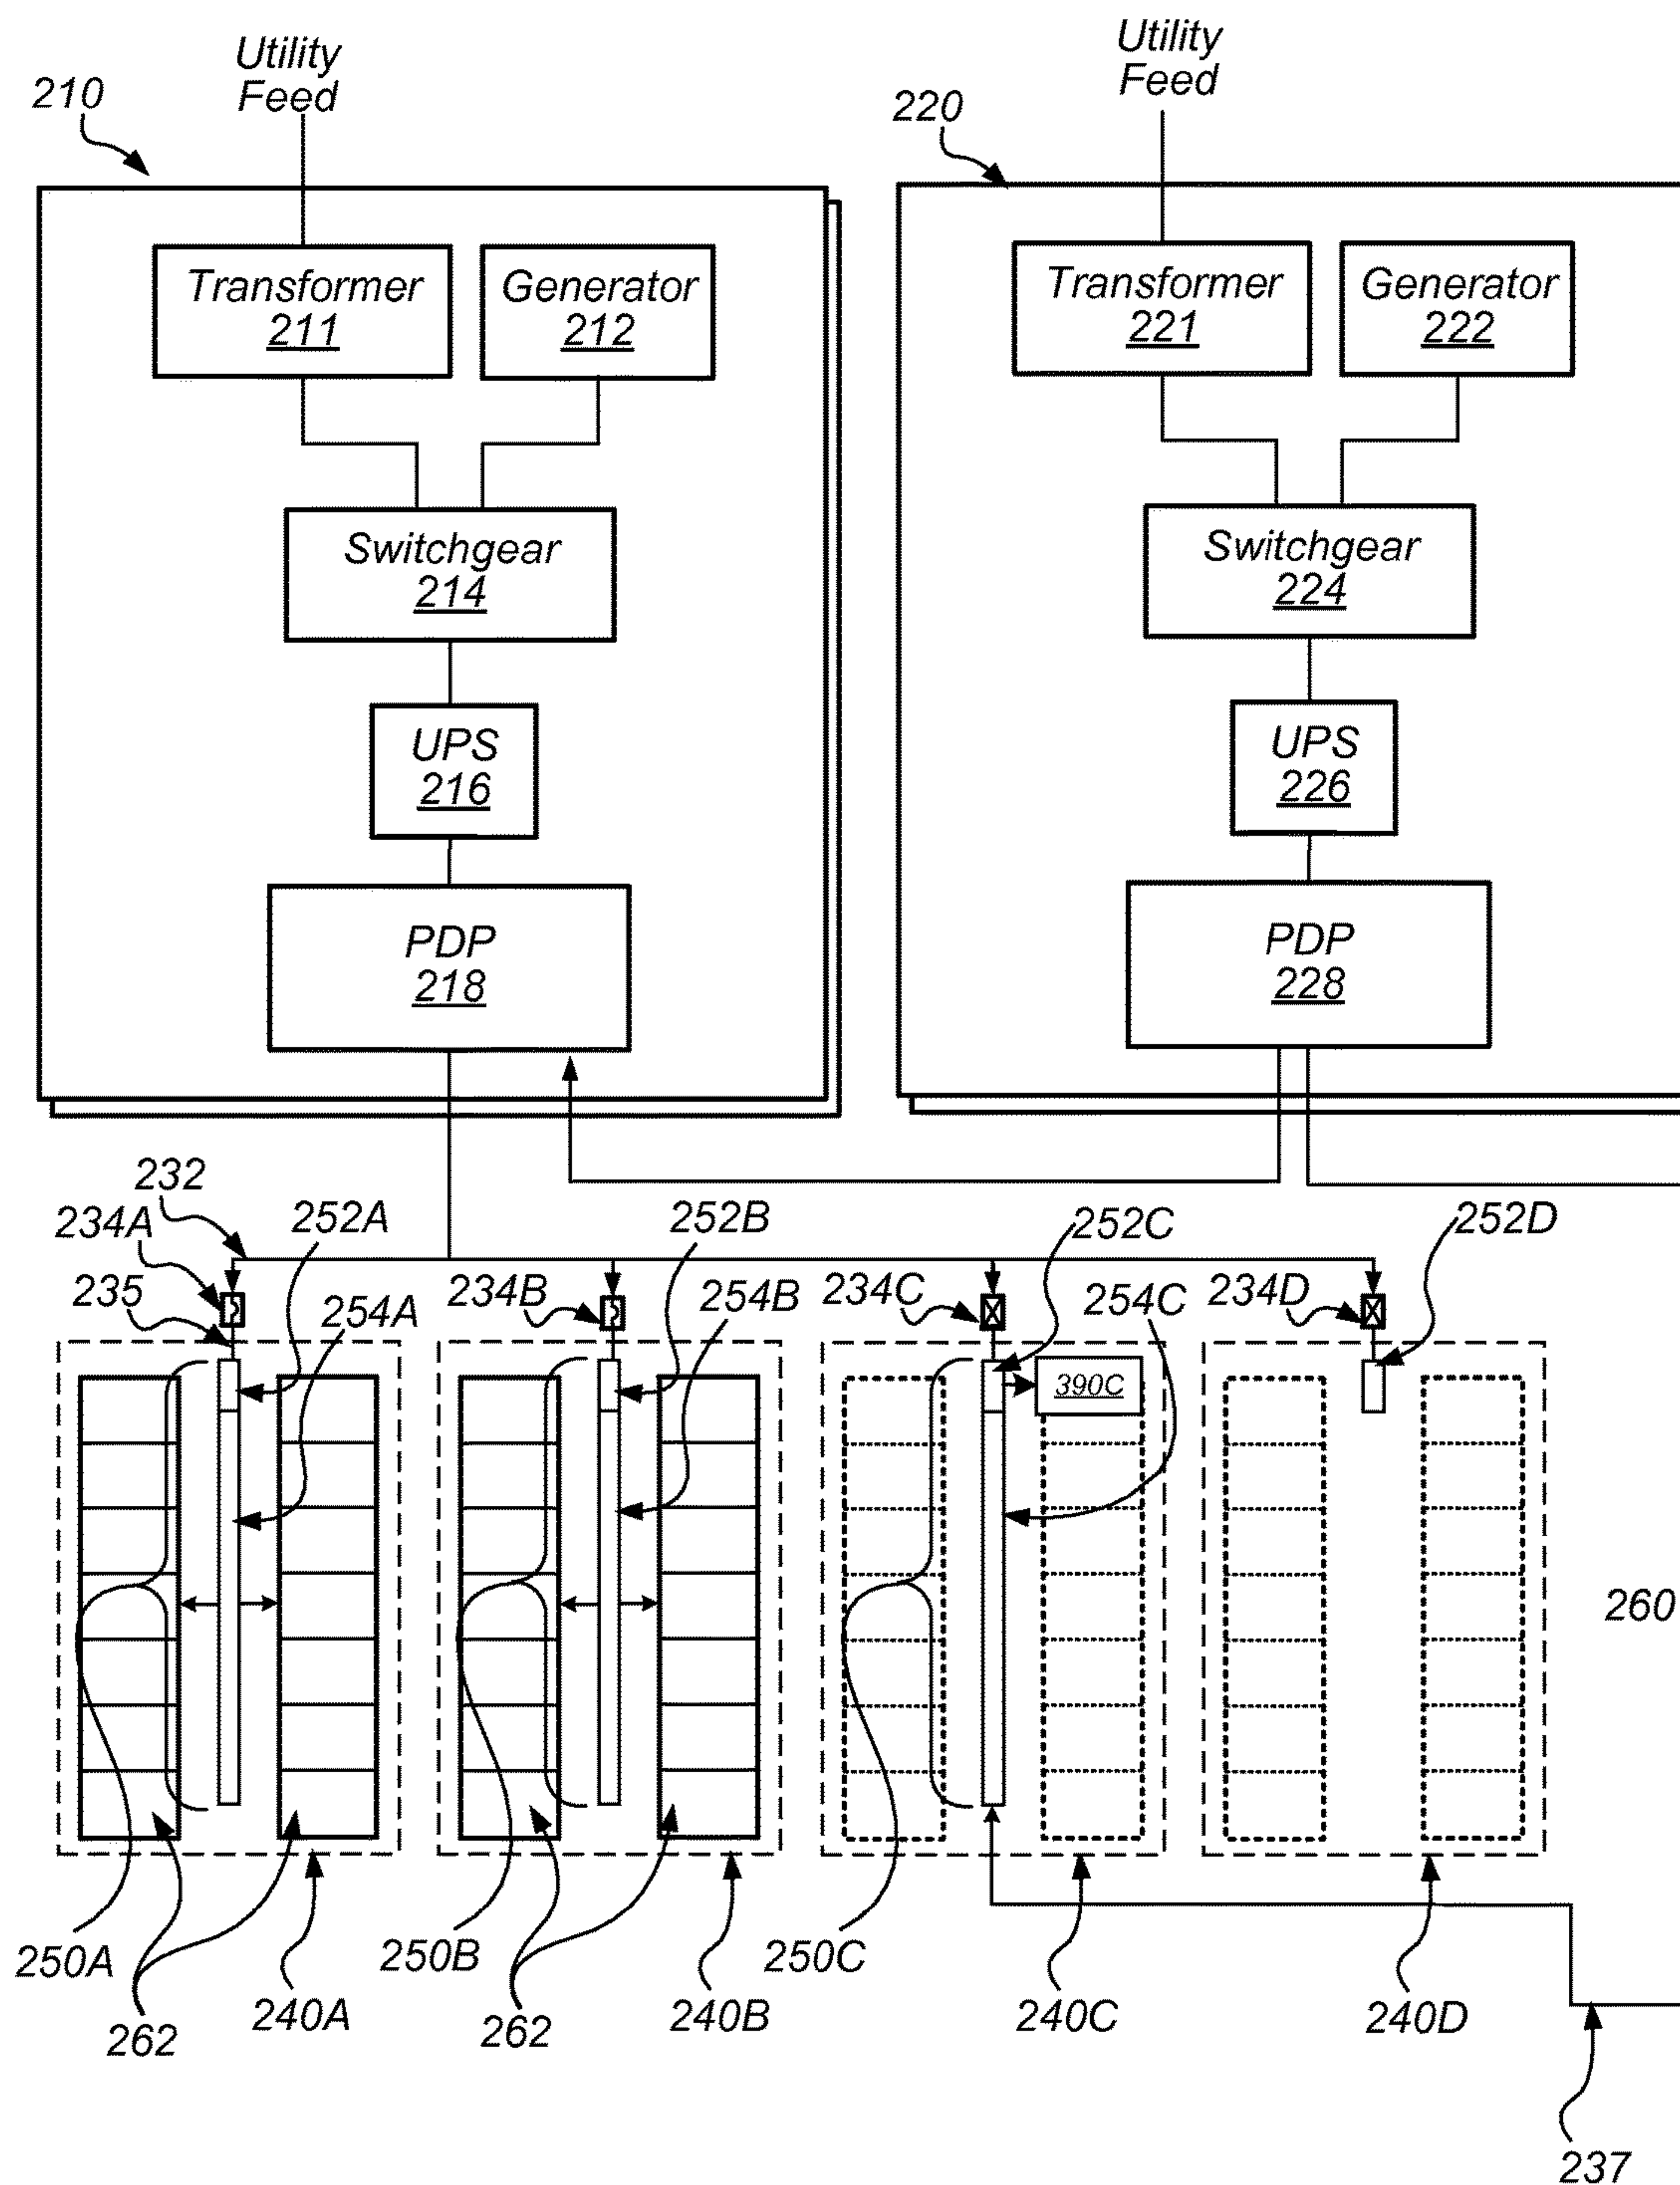 Utility
Feed
210
Utility
Feed
220
Transformer
211
Generator
212
Transformer
221
Generator
222
Switchgear
214
Switchgear
224
UPS
216
UPS
226
PDP
218
PDP
228
232
234A
252A
252B
252C
252D
235
254A
234B
254B
234C
254C
234D
390C
260
250A
262
240A
250B
262
240B
250C
240C
240D
237